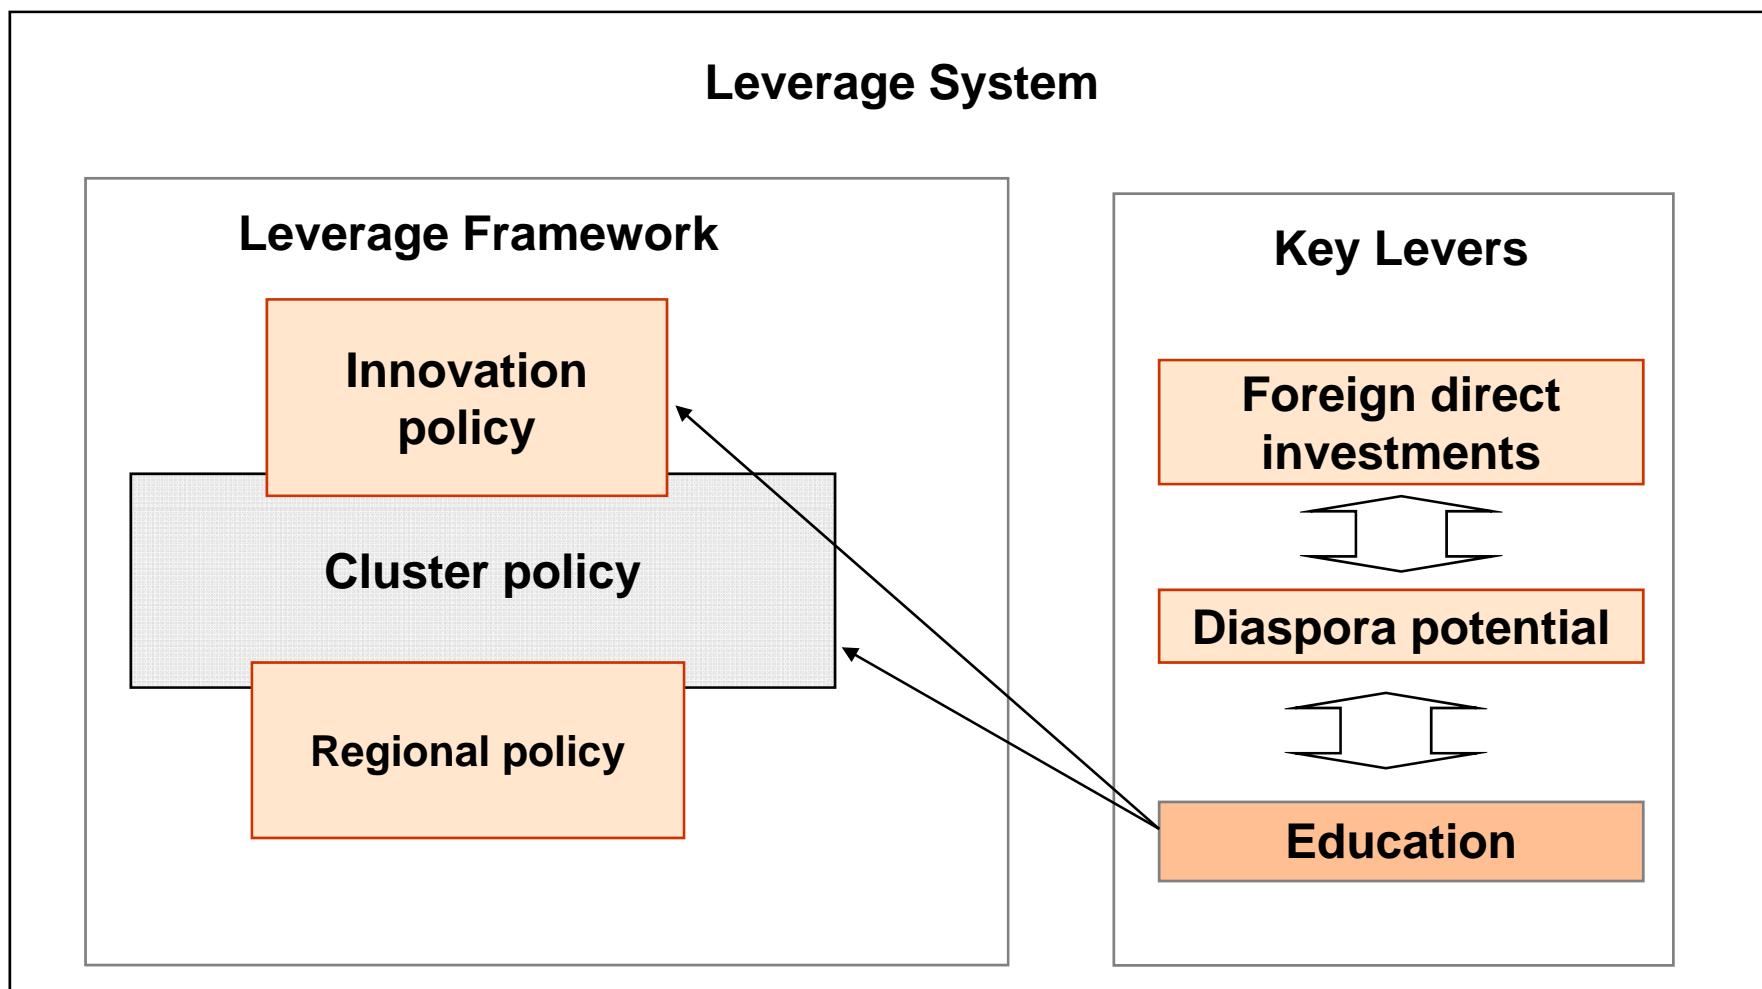 Leverage System
Leverage Framework
Innovation
policy
Cluster policy
Regional policy
Key Levers
Foreign direct
investments
Diaspora potential
Education